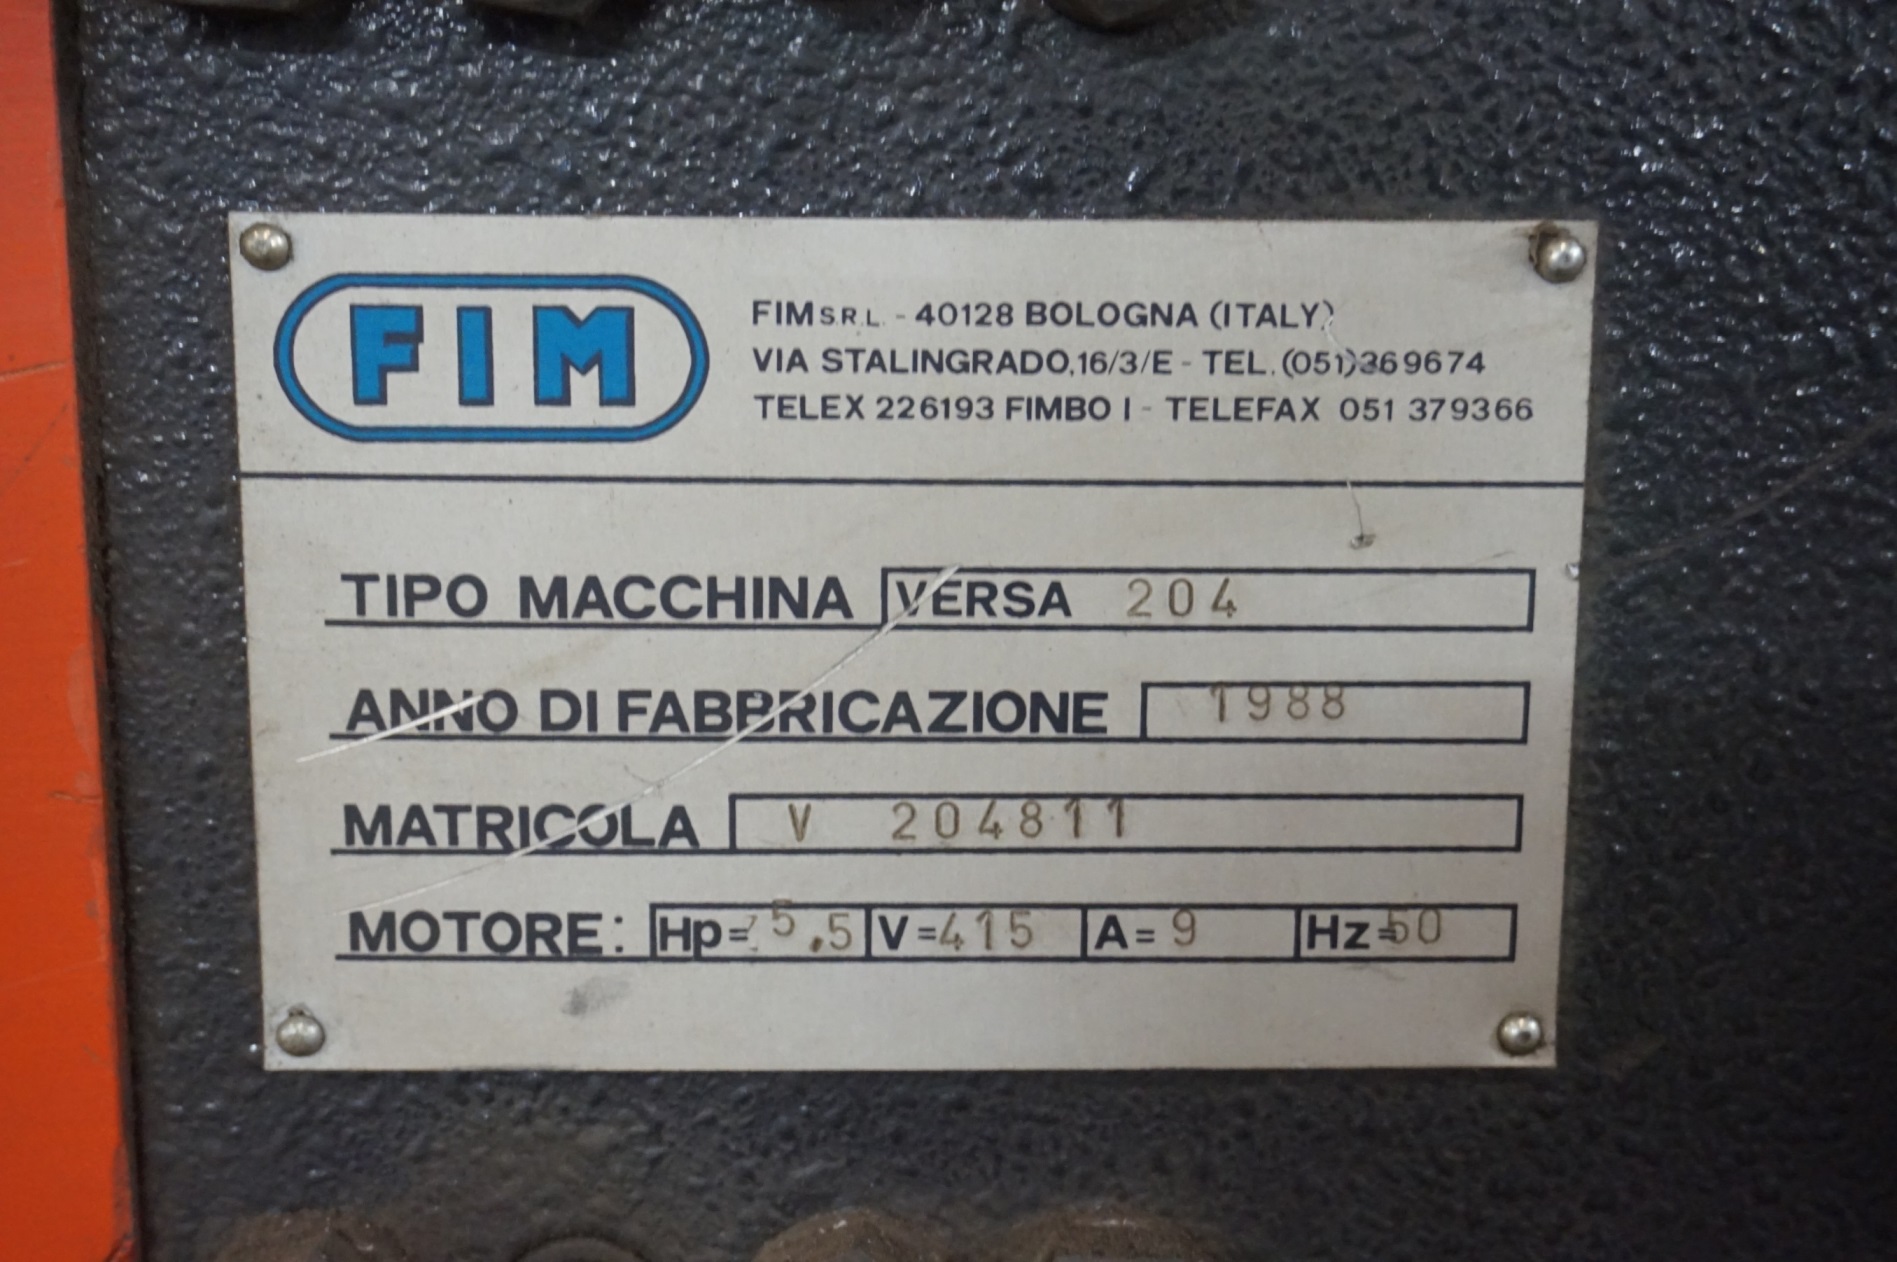 FIM
FIM S.R.L. - 40128 BOLOGNA (ITALY)
VIA STALINGRADO,16/3/E - TEL. (051)369674
TELEX 226193 FIMBO I - TELEFAX 051 379366
TIPO MACCHINA VERSA 204
ANNO DI FABBRICAZIONE 1988
MATRICOLA V 204811
MOTORE: Hp= 5,5 V=415 A= 9 Hz=50